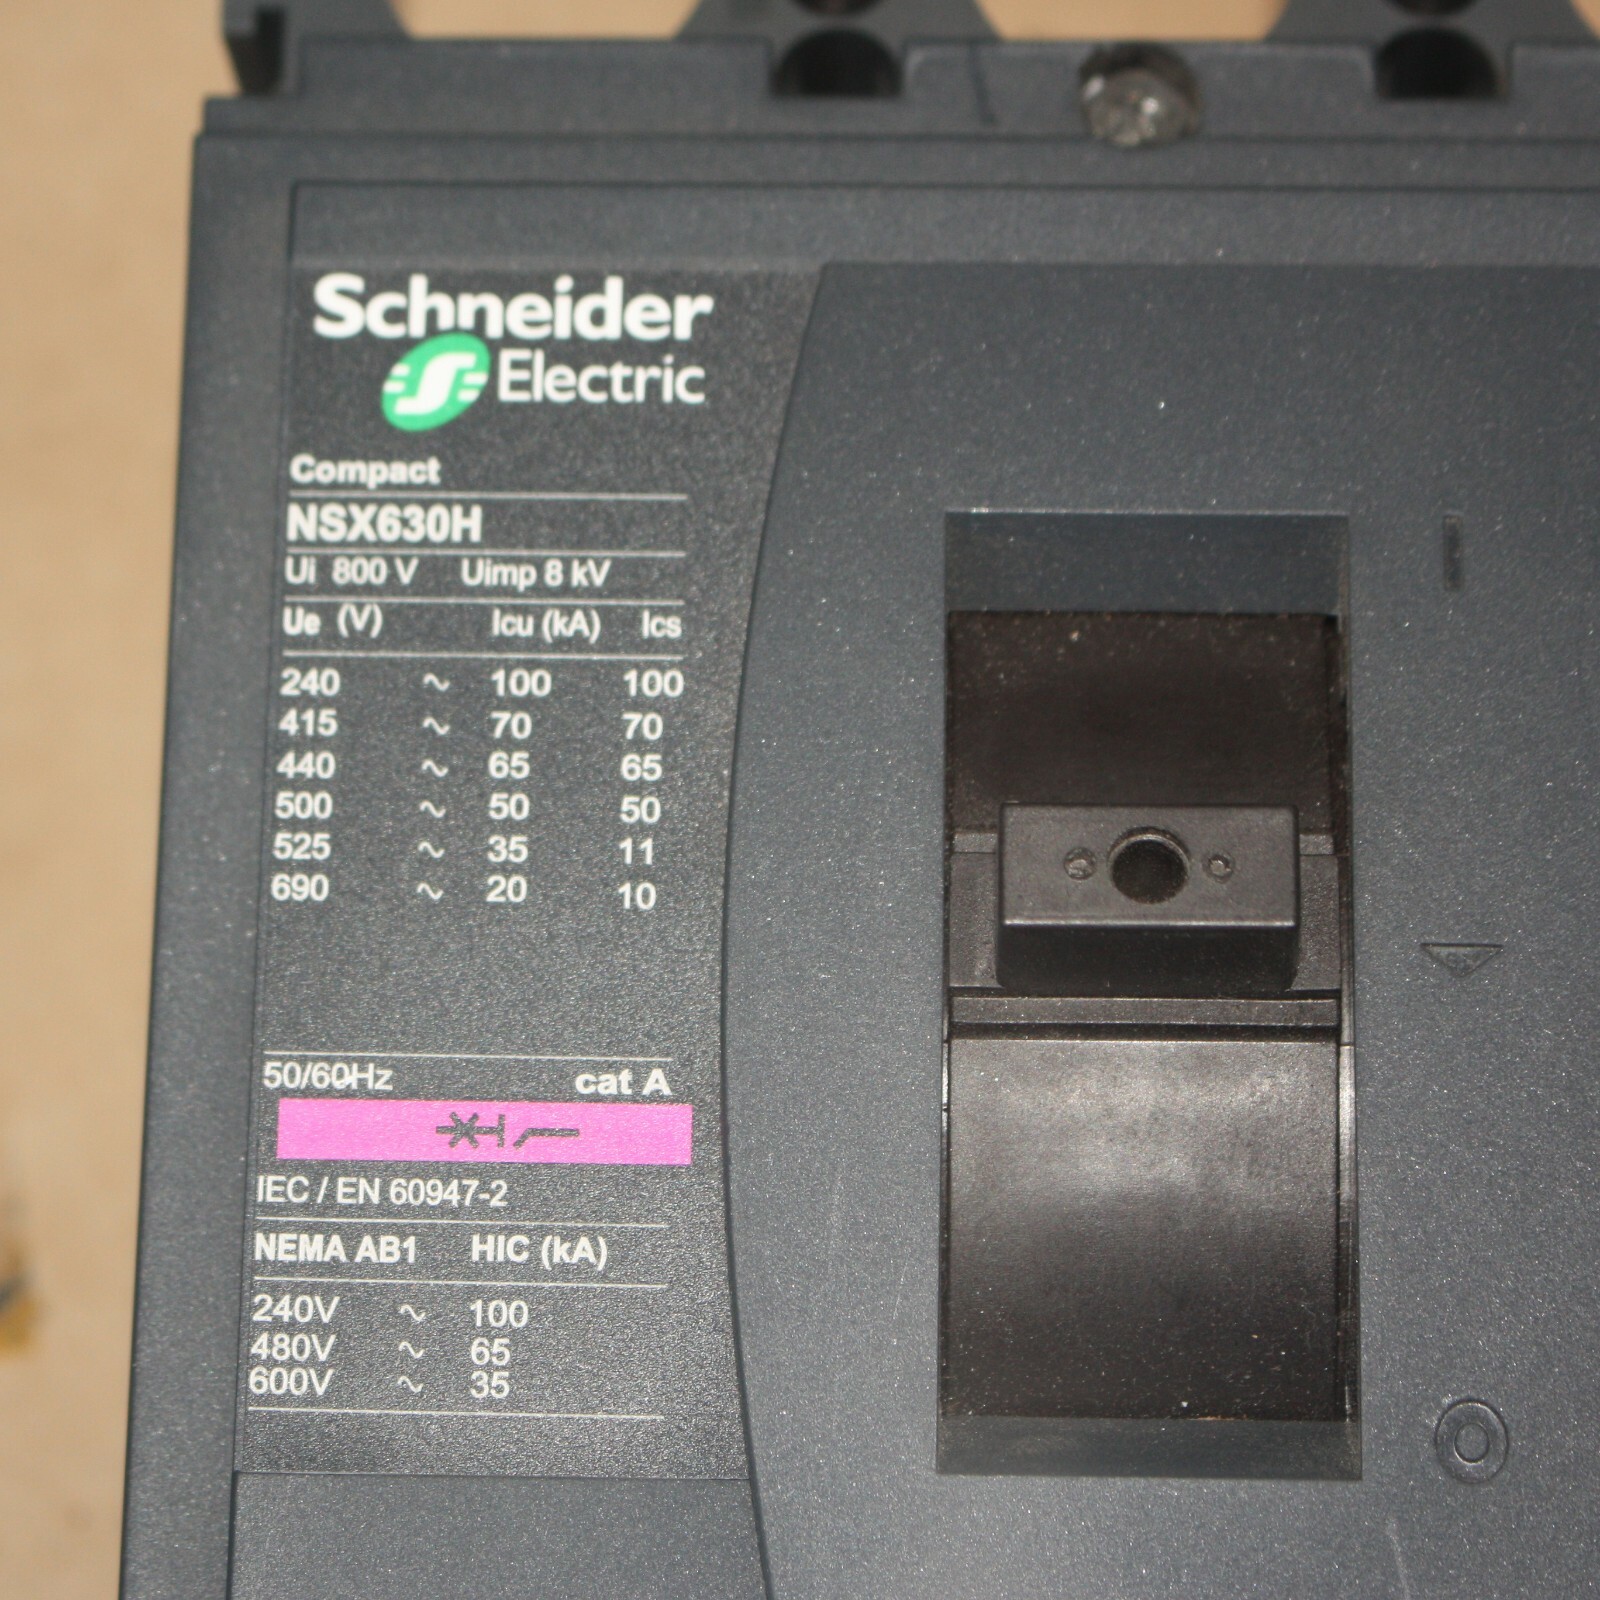 Schneider
Electric
Compact
NSX630H
Ui 800 V Uimp 8 kV
Ue (V) Icu (kA) Ics
240 ~ 100 100
415 ~ 70 70
440 ~ 65 65
500 ~ 50 50
525 ~ 35 11
690 ~ 20 10
50/60Hz cat A
IEC / EN 60947-2
NEMA AB1 HIC (kA)
240V ~ 100
480V ~ 65
600V ~ 35
I
O